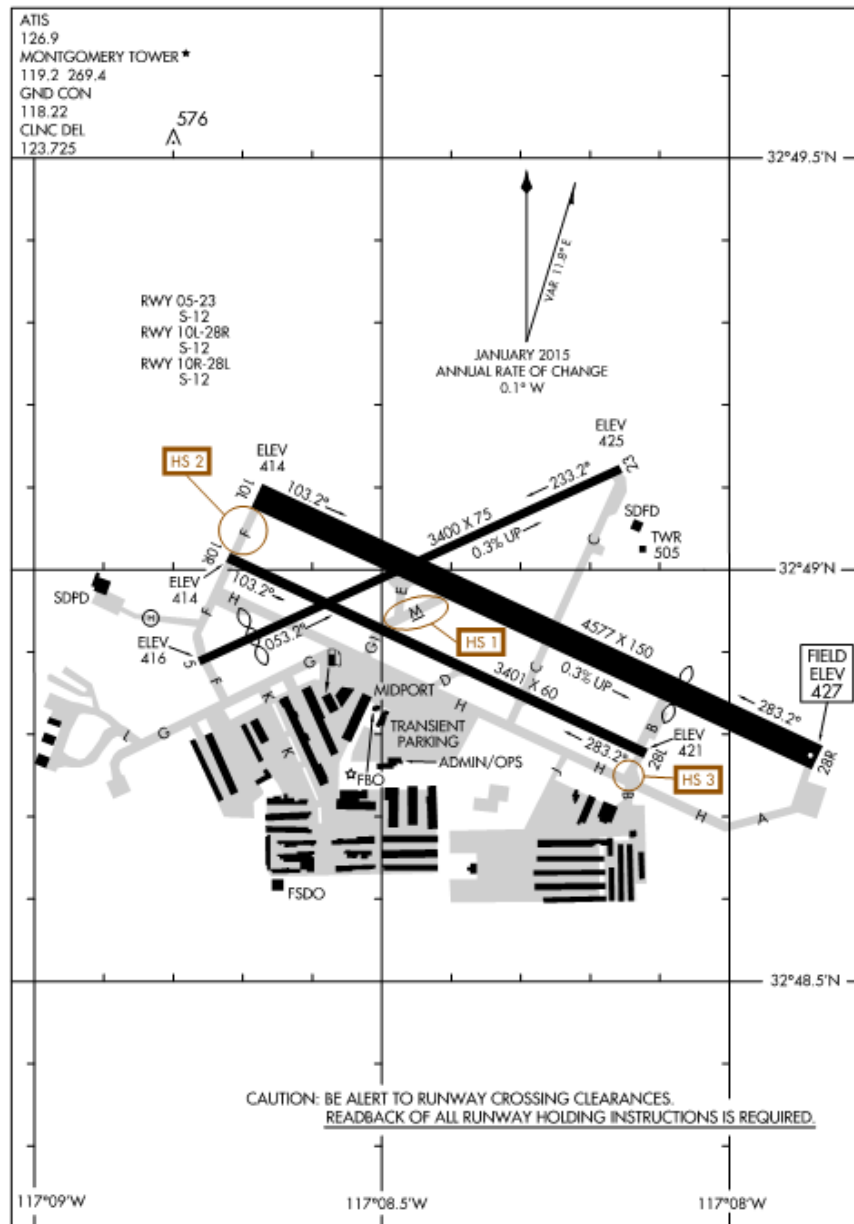 ATIS
126.9
MONTGOMERY TOWER★
119.2 269.4
GND CON
118.22
CLNC DEL
123.725
576
32°49.5'N
VAR 11.8° E
JANUARY 2015
ANNUAL RATE OF CHANGE
0.1° W
RWY 05-23
S-12
RWY 10L-28R
S-12
RWY 10R-28L
S-12
ELEV
425
23
HS 2
ELEV
414
10L
103.2°
233.2°
3400 X 75
0.3% UP
SDFD
TWR
505
F
C
10R
32°49'N
ELEV
414
103.2°
SDPD
H
F
H
E
M
HS 1
4577 X 150
0.3% UP
FIELD
ELEV
427
ELEV
416
5
053.2°
G1
G
3401 X 60
C
D
H
F
K
MIDPORT
B
283.2°
28R
TRANSIENT
PARKING
283.2°
28L
ELEV
421
L
G
K
ADMIN/OPS
FBO
J
H
B
HS 3
H
A
FSDO
32°48.5'N
CAUTION: BE ALERT TO RUNWAY CROSSING CLEARANCES.
READBACK OF ALL RUNWAY HOLDING INSTRUCTIONS IS REQUIRED.
117°09'W
117°08.5'W
117°08'W